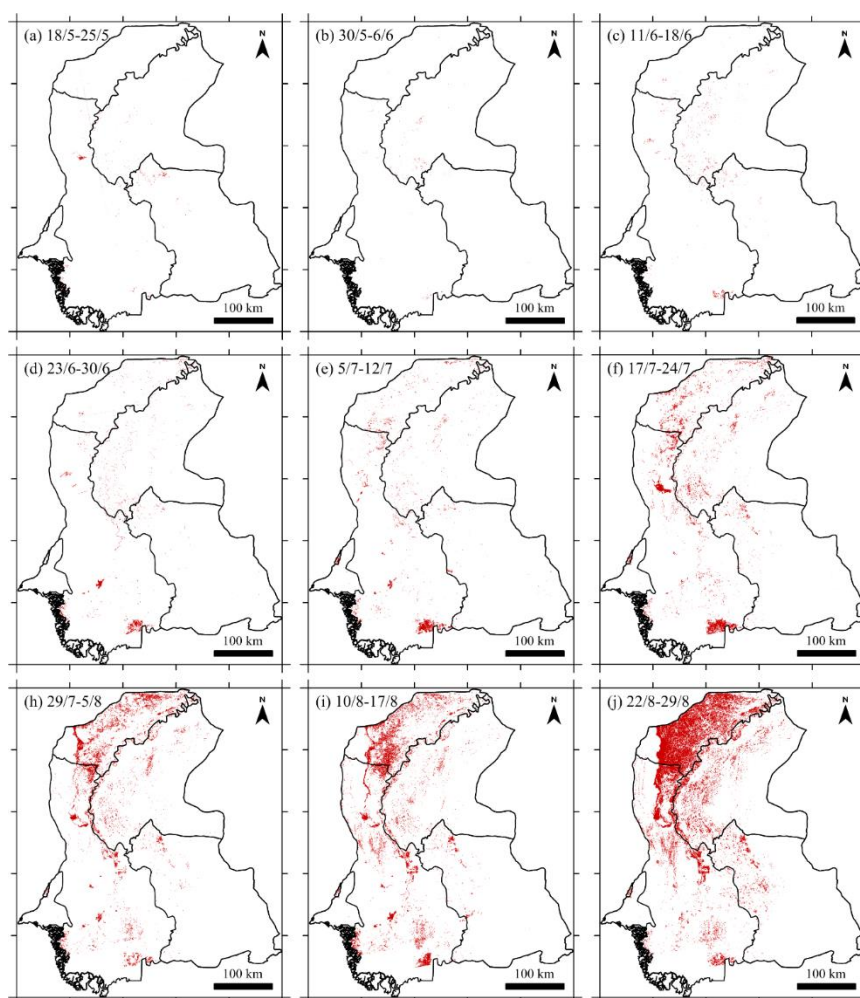 (a) 18/5-25/5
N
100 km
(b) 30/5-6/6
N
100 km
(c) 11/6-18/6
N
100 km
(d) 23/6-30/6
N
100 km
(e) 5/7-12/7
N
100 km
(f) 17/7-24/7
N
100 km
(h) 29/7-5/8
N
100 km
(i) 10/8-17/8
N
100 km
(j) 22/8-29/8
N
100 km